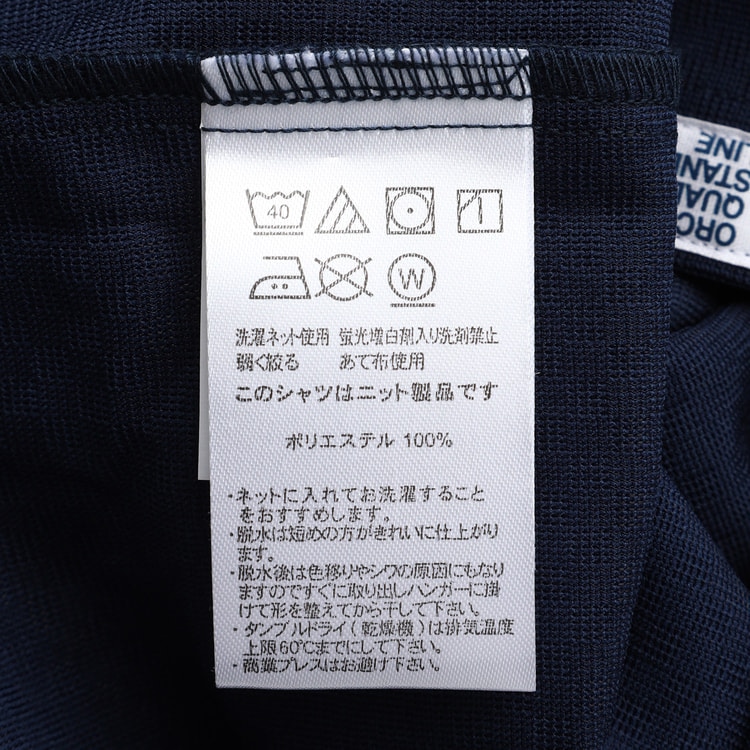 40
W
洗濯ネット使用 蛍光増白剤入り洗剤禁止
弱く絞る あて布使用
このシャツはニット製品です
ポリエステル 100%
・ネットに入れてお洗濯すること
をおすすめします。
・脱水は短めの方がきれいに仕上がり
ます。
・脱水後は色移りやシワの原因にもなり
ますのですぐに取り出しハンガーに掛
けて形を整えてから干して下さい。
・タンブルドライ(乾燥機)は排気温度
上限60℃までにして下さい。
・商業プレスはお避け下さい。
ORC
QUAL
STAND
LINE